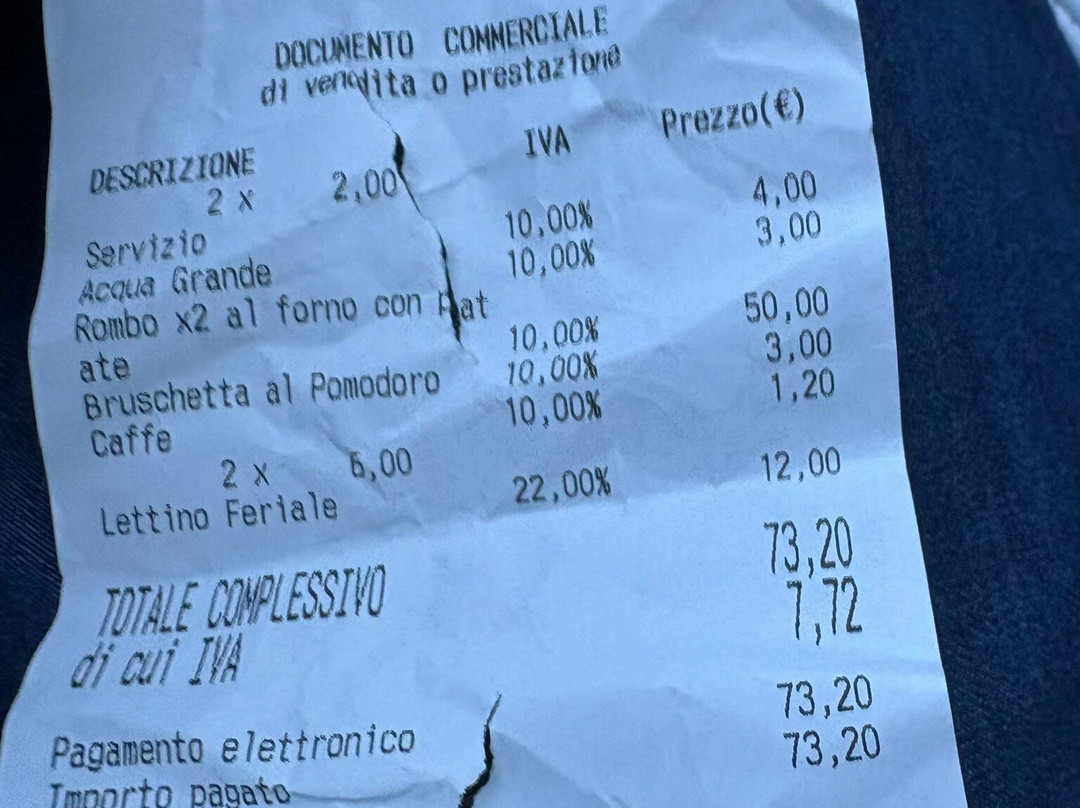 DOCUMENTO COMMERCIALE
di vendita o prestazione
DESCRIZIONE IVA Prezzo(€)
2 x 2,00
Servizio 10,00% 4,00
Acqua Grande 10,00% 3,00
Rombo x2 al forno con Pat
ate 10,00% 50,00
Bruschetta al Pomodoro 10,00% 3,00
Caffe 10,00% 1,20
2 x 6,00
Lettino Feriale 22,00% 12,00
TOTALE COMPLESSIVO 73,20
di cui IVA 7,72
Pagamento elettronico 73,20
Importo pagato 73,20